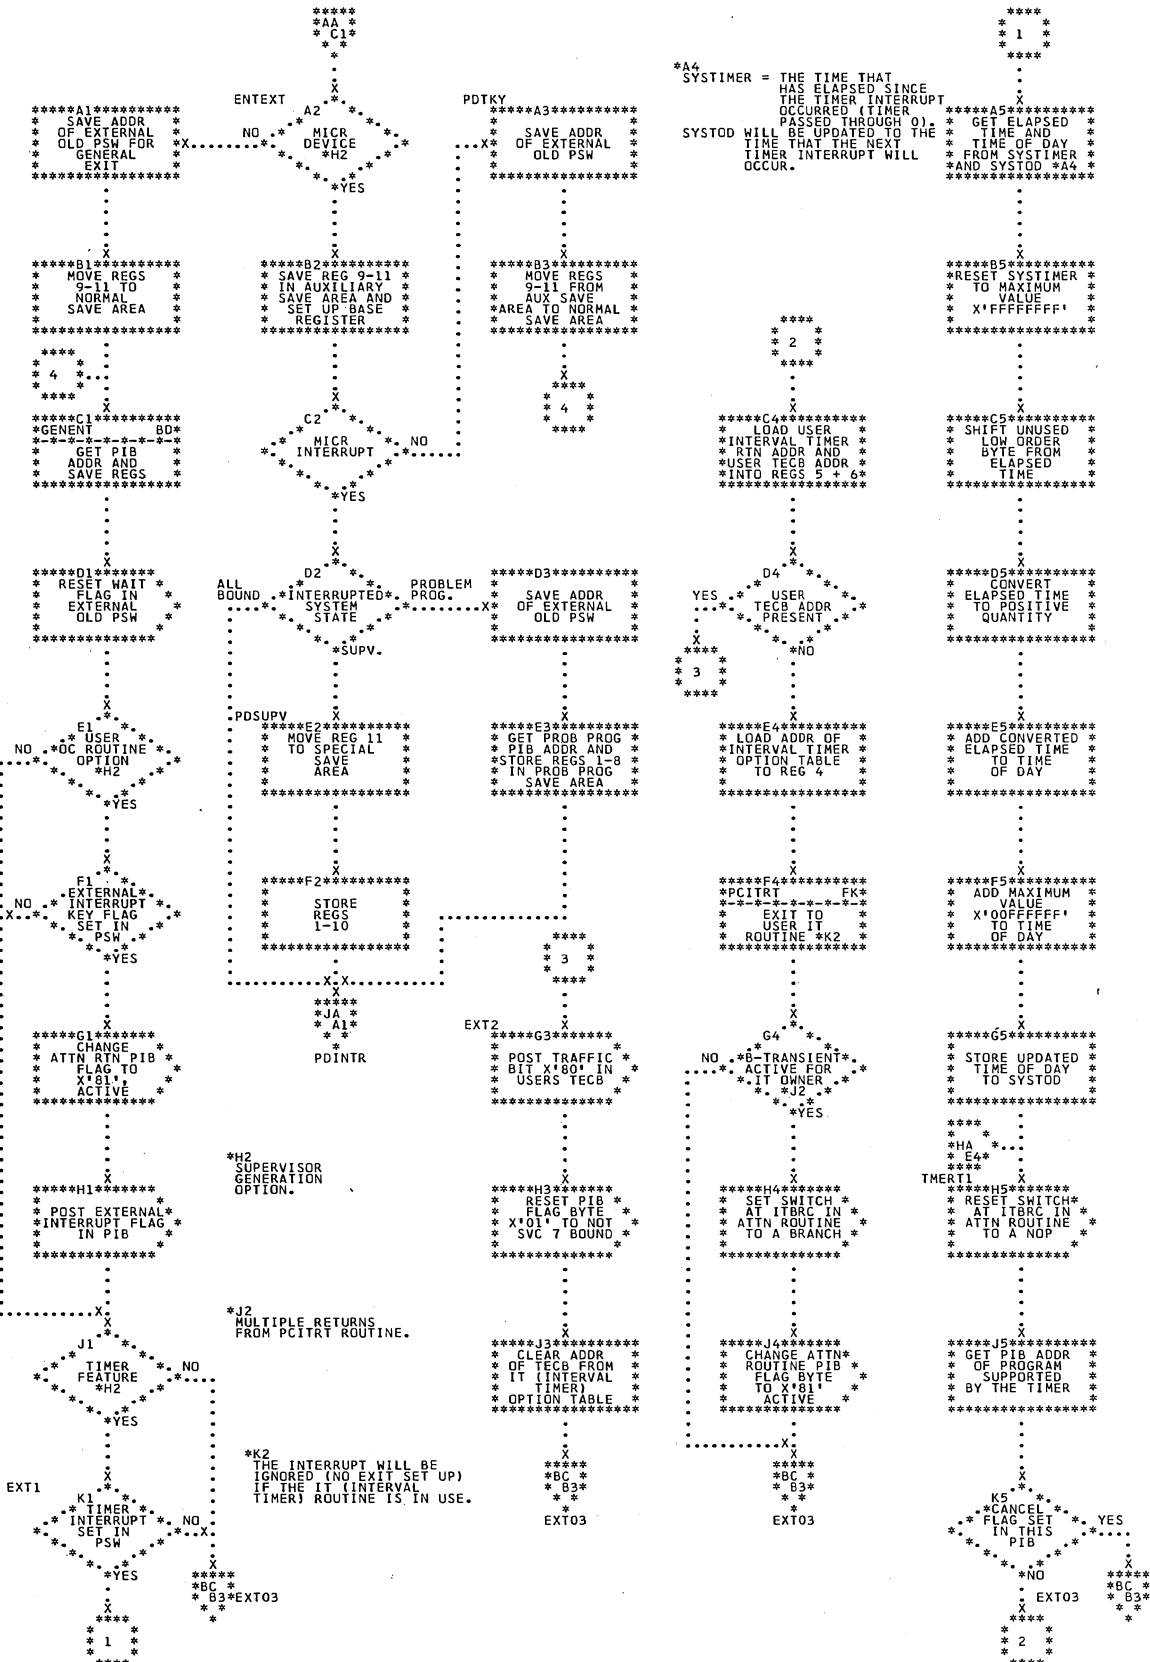 *AA *
* C1*
1
*A4
SYSTIMER = THE TIME THAT
HAS ELAPSED SINCE
THE TIMER INTERRUPT
OCCURRED (TIMER
PASSED THROUGH 0).
SYSTOD WILL BE UPDATED TO THE
TIME THAT THE NEXT
TIMER INTERRUPT WILL
OCCUR.
A1
SAVE ADDR
OF EXTERNAL
OLD PSW FOR
GENERAL
EXIT
NO
ENTEXT
A2
MICR
DEVICE
*H2
*YES
PDTKY
A3
SAVE ADDR
OF EXTERNAL
OLD PSW
A5
GET ELAPSED
TIME AND
TIME OF DAY
FROM SYSTIMER
AND SYSTOD *A4
B1
MOVE REGS
9-11 TO
NORMAL
SAVE AREA
B2
SAVE REG 9-11
IN AUXILIARY
SAVE AREA AND
SET UP BASE
REGISTER
B3
MOVE REGS
9-11 FROM
AUX SAVE
AREA TO NORMAL
SAVE AREA
B5
RESET SYSTIMER
TO MAXIMUM
VALUE
X'FFFFFFFF'
4
4
2
C1
GENENT BD
GET PIB
ADDR AND
SAVE REGS
C2
MICR
INTERRUPT
NO
*YES
C4
LOAD USER
INTERVAL TIMER
RTN ADDR AND
USER TECB ADDR
INTO REGS 5 + 6
C5
SHIFT UNUSED
LOW ORDER
BYTE FROM
ELAPSED
TIME
D1
RESET WAIT
FLAG IN
EXTERNAL
OLD PSW
ALL
BOUND
D2
INTERRUPTED
SYSTEM
STATE
*SUPV.
PROBLEM
PROG.
D3
SAVE ADDR
OF EXTERNAL
OLD PSW
YES
D4
USER
TECB ADDR
PRESENT
*NO
3
D5
CONVERT
ELAPSED TIME
TO POSITIVE
QUANTITY
NO
E1
USER
OC ROUTINE
OPTION
*H2
*YES
PDSUPV
E2
MOVE REG 11
TO SPECIAL
SAVE
AREA
E3
GET PROB PROG
PIB ADDR AND
STORE REGS 1-8
IN PROB PROG
SAVE AREA
E4
LOAD ADDR OF
INTERVAL TIMER
OPTION TABLE
TO REG 4
E5
ADD CONVERTED
ELAPSED TIME
TO TIME
OF DAY
NO
F1
EXTERNAL
INTERRUPT
KEY FLAG
SET IN
PSW
*YES
F2
STORE
REGS
1-10
F4
PCITRT FK
EXIT TO
USER IT
ROUTINE *K2
F5
ADD MAXIMUM
VALUE
X'00FFFFFF'
TO TIME
OF DAY
3
*JA *
* A1*
PDINTR
G1
CHANGE
ATTN RTN PIB
FLAG TO
X'81',
ACTIVE
EXT2
G3
POST TRAFFIC
BIT X'80' IN
USERS TECB
NO
G4
B-TRANSIENT
ACTIVE FOR
IT OWNER
*J2
*YES
G5
STORE UPDATED
TIME OF DAY
TO SYSTOD
*HA *
* E4*
*H2
SUPERVISOR
GENERATION
OPTION.
H1
POST EXTERNAL
INTERRUPT FLAG
IN PIB
H3
RESET PIB
FLAG BYTE
X'01' TO NOT
SVC 7 BOUND
H4
SET SWITCH
AT ITBRC IN
ATTN ROUTINE
TO A BRANCH
TMERT1
H5
RESET SWITCH
AT ITBRC IN
ATTN ROUTINE
TO A NOP
*J2
MULTIPLE RETURNS
FROM PCITRT ROUTINE.
J1
TIMER
FEATURE
*H2
NO
*YES
J3
CLEAR ADDR
OF TECB FROM
IT (INTERVAL
TIMER)
OPTION TABLE
J4
CHANGE ATTN
ROUTINE PIB
FLAG BYTE
TO X'81'
ACTIVE
J5
GET PIB ADDR
OF PROGRAM
SUPPORTED
BY THE TIMER
*K2
THE INTERRUPT WILL BE
IGNORED (NO EXIT SET UP)
IF THE IT (INTERVAL
TIMER) ROUTINE IS IN USE.
*BC *
* B3*
EXT03
*BC *
* B3*
EXT03
EXT1
K1
TIMER
INTERRUPT
SET IN
PSW
NO
*YES
*BC *
* B3*EXT03
1
K5
CANCEL
FLAG SET
IN THIS
PIB
YES
*NO
EXT03
*BC *
* B3*
2